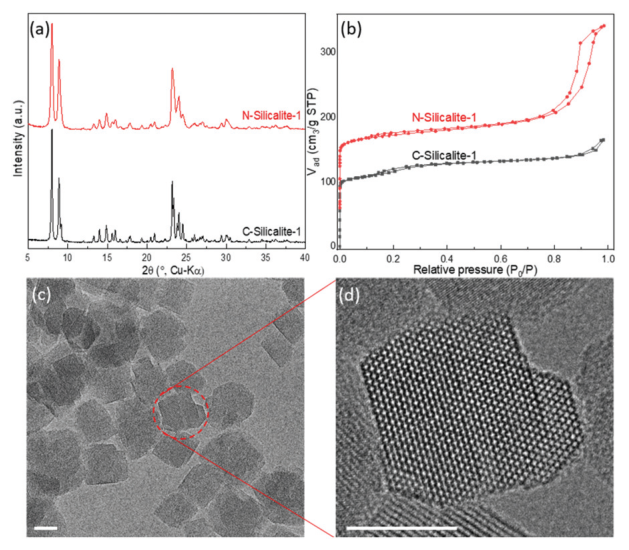 (a)
N-Silicalite-1
C-Silicalite-1
Intensity (a.u.)
5 10 15 20 25 30 35 40
2θ (°, Cu-Kα)
(b)
N-Silicalite-1
C-Silicalite-1
V_ad (cm³/g STP)
300
200
100
0
0.0 0.2 0.4 0.6 0.8 1.0
Relative pressure (P₀/P)
(c)
(d)